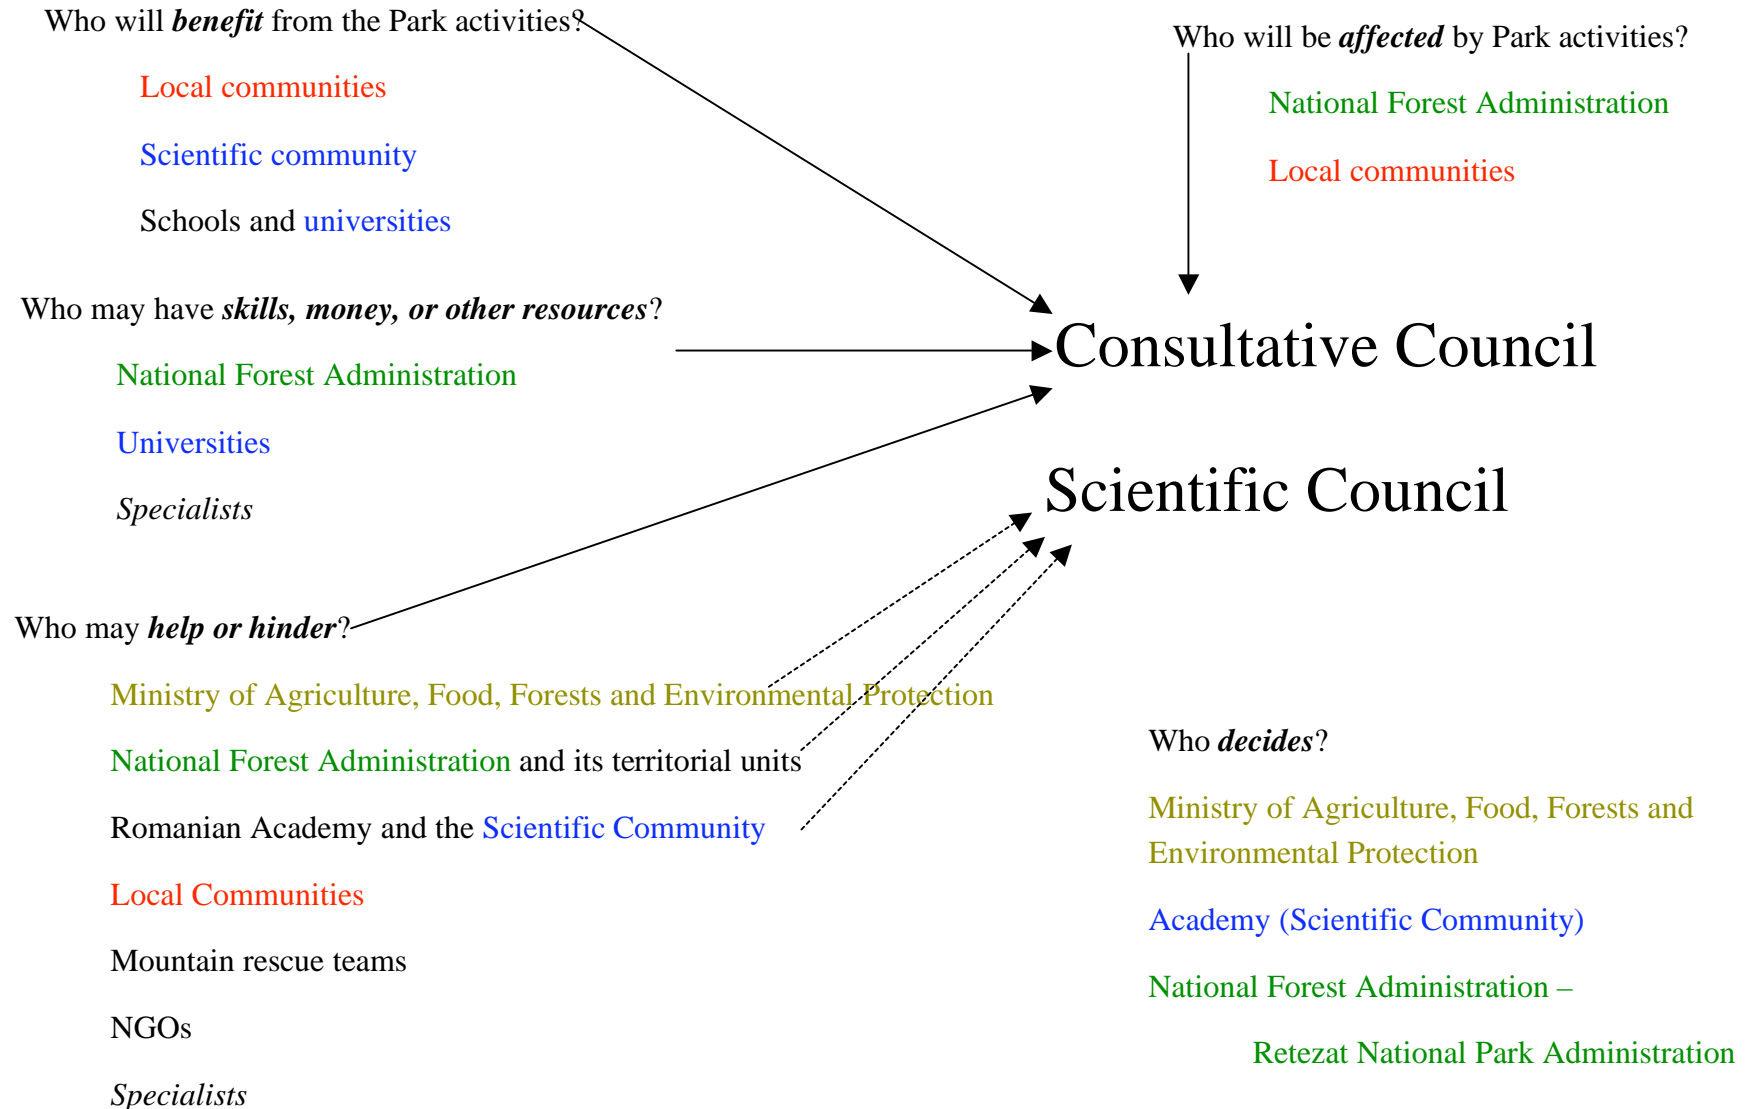 Who will benefit from the Park activities?
Local communities
Scientific community
Schools and universities
Who will be affected by Park activities?
National Forest Administration
Local communities
Who may have skills, money, or other resources?
National Forest Administration
Universities
Specialists
Consultative Council
Scientific Council
Who may help or hinder?
Ministry of Agriculture, Food, Forests and Environmental Protection
National Forest Administration and its territorial units
Romanian Academy and the Scientific Community
Local Communities
Mountain rescue teams
NGOs
Specialists
Who decides?
Ministry of Agriculture, Food, Forests and
Environmental Protection
Academy (Scientific Community)
National Forest Administration –
Retezat National Park Administration